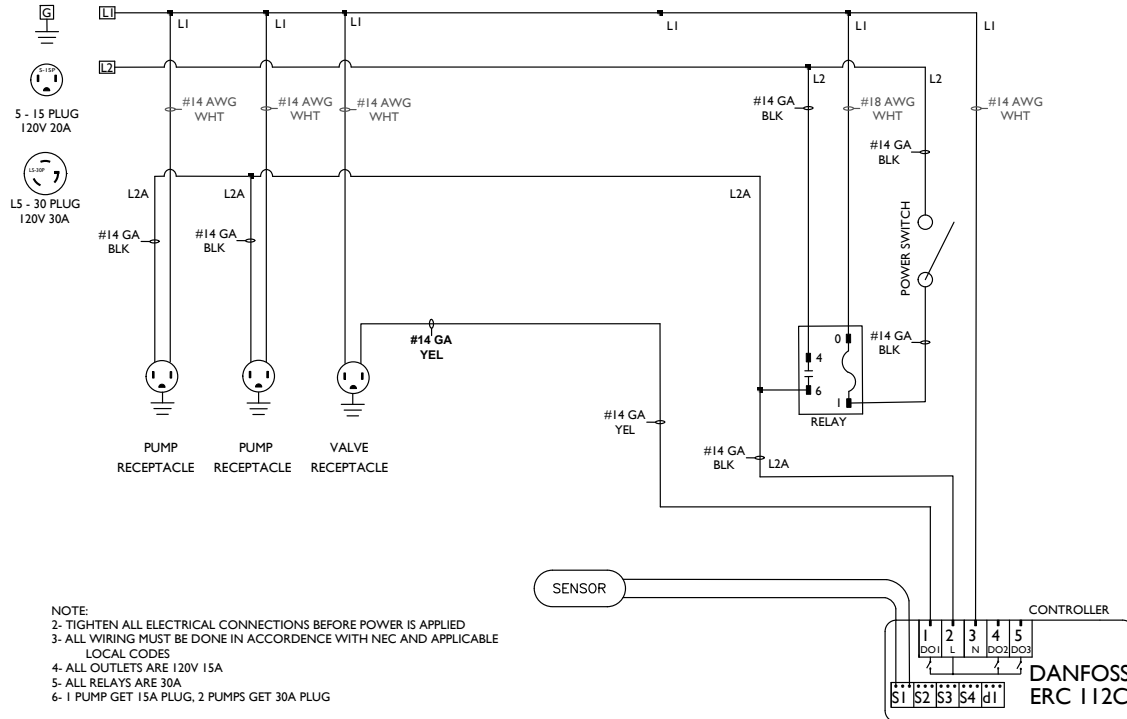 G
L1
L1
L1
L1
L1
L1
L1
5-15P
L2
L2
L2
5 - 15 PLUG
120V 20A
#14 AWG
WHT
#14 AWG
WHT
#14 AWG
WHT
#14 GA
BLK
#18 AWG
WHT
#14 AWG
WHT
#14 GA
BLK
L5-30P
L5 - 30 PLUG
120V 30A
L2A
L2A
L2A
#14 GA
BLK
#14 GA
BLK
POWER SWITCH
#14 GA
YEL
0
4
6
1
RELAY
#14 GA
BLK
#14 GA
YEL
#14 GA
BLK
L2A
PUMP
RECEPTACLE
PUMP
RECEPTACLE
VALVE
RECEPTACLE
SENSOR
NOTE:
2- TIGHTEN ALL ELECTRICAL CONNECTIONS BEFORE POWER IS APPLIED
3- ALL WIRING MUST BE DONE IN ACCORDANCE WITH NEC AND APPLICABLE
LOCAL CODES
4- ALL OUTLETS ARE 120V 15A
5- ALL RELAYS ARE 30A
6- 1 PUMP GET 15A PLUG, 2 PUMPS GET 30A PLUG
CONTROLLER
1 2 3 4 5
DO1 L N DO2 DO3
DANFOSS
ERC 112C
S1 S2 S3 S4 d1